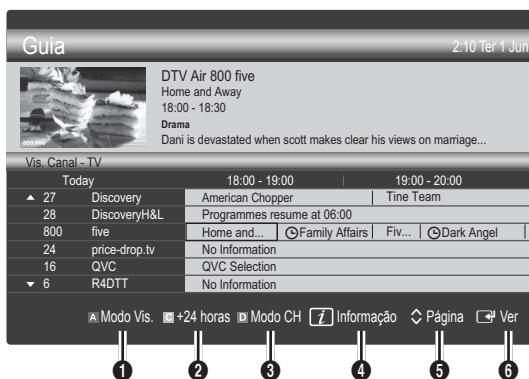 Guia 2:10 Ter 1 Jun
DTV Air 800 five
Home and Away
18:00 - 18:30
Drama
Dani is devastated when scott makes clear his views on marriage...
800 five
Vis. Canal - TV
Today 18:00 - 19:00 19:00 - 20:00
▲ 27 Discovery American Chopper Tine Team
28 DiscoveryH&L Programmes resume at 06:00
800 five Home and... Family Affairs Fiv... Dark Angel
24 price-drop.tv No Information
16 QVC QVC Selection
▼ 6 R4DTT No Information
A Modo Vis. C +24 horas D Modo CH i Informação Página Ver
1 2 3 4 5 6